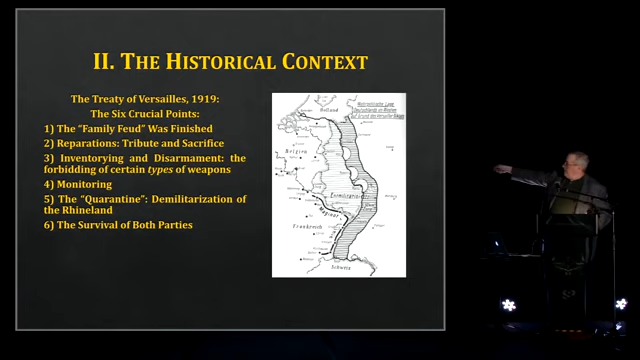 II. THE HISTORICAL CONTEXT
The Treaty of Versailles, 1919:
The Six Crucial Points:
1) The “Family Feud” Was Finished
2) Reparations: Tribute and Sacrifice
3) Inventorying and Disarmament: the
forbidding of certain types of weapons
4) Monitoring
5) The “Quarantine”: Demilitarization of
the Rhineland
6) The Survival of Both Parties
Holland
Belgien
Frankreich
Schweiz